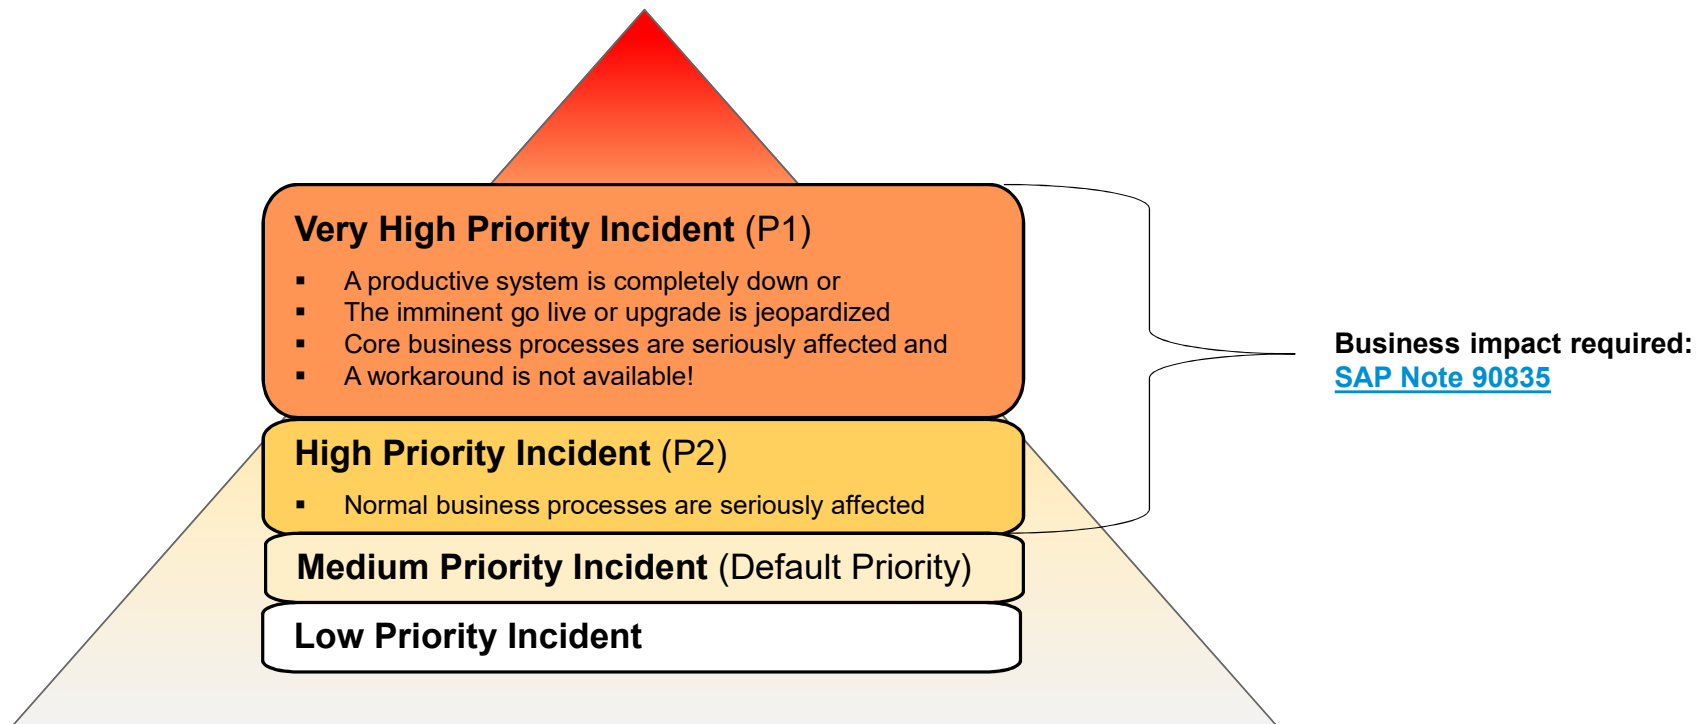 Very High Priority Incident (P1)
▪ A productive system is completely down or
▪ The imminent go live or upgrade is jeopardized
▪ Core business processes are seriously affected and
▪ A workaround is not available!
High Priority Incident (P2)
▪ Normal business processes are seriously affected
Medium Priority Incident (Default Priority)
Low Priority Incident
Business impact required:
SAP Note 90835